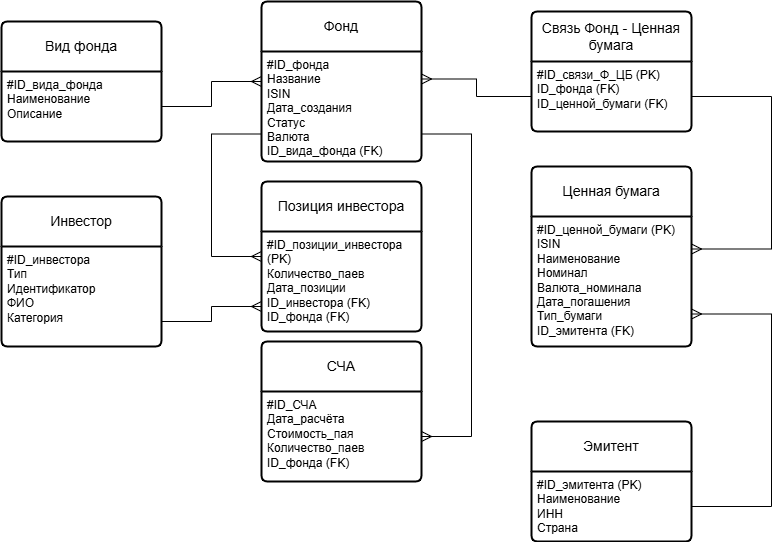 Вид фонда
#ID_вида_фонда
Наименование
Описание
Фонд
#ID_фонда
Название
ISIN
Дата_создания
Статус
Валюта
ID_вида_фонда (FK)
Связь Фонд - Ценная
бумага
#ID_связи_Ф_ЦБ (PK)
ID_фонда (FK)
ID_ценной_бумаги (FK)
Инвестор
#ID_инвестора
Тип
Идентификатор
ФИО
Категория
Позиция инвестора
#ID_позиции_инвестора
(PK)
Количество_паев
Дата_позиции
ID_инвестора (FK)
ID_фонда (FK)
Ценная бумага
#ID_ценной_бумаги (PK)
ISIN
Наименование
Номинал
Валюта_номинала
Дата_погашения
Тип_бумаги
ID_эмитента (FK)
СЧА
#ID_СЧА
Дата_расчёта
Стоимость_пая
Количество_паев
ID_фонда (FK)
Эмитент
#ID_эмитента (PK)
Наименование
ИНН
Страна